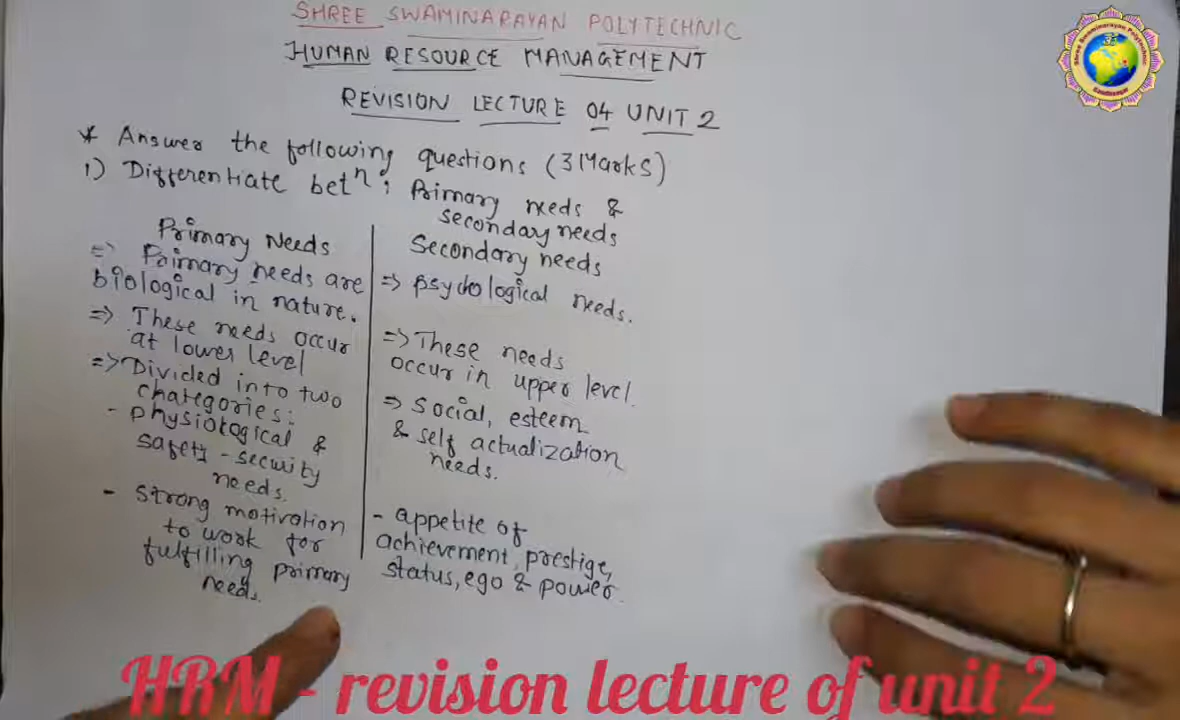 SHREE SWAMINARAYAN POLYTECHNIC
HUMAN RESOURCE MANAGEMENT
REVISION LECTURE 04 UNIT 2
* Answer the following questions (3 Marks)
1) Differentiate betn : Primary needs &
secondary needs
Primary Needs
=> Primary needs are
biological in nature.
=> These needs occur
at lower level
=> Divided into two
chategories:
- physiological &
safety - security
needs.
- strong motivation
to work for
fulfilling primary
needs.
Secondary needs
=> psychological needs.
=> These needs
occur in upper level.
=> social, esteem
& self actualization
needs.
- appetite of
achievement, prestige,
status, ego & power.
Shree Swaminarayan Polytechnic
Gandhinagar
HRM - revision lecture of unit 2